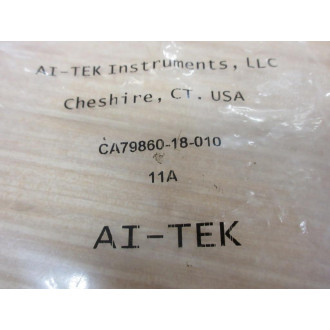 AI-TEK Instruments, LLC
Cheshire, CT. USA
CA79860-18-010
11A
AI-TEK